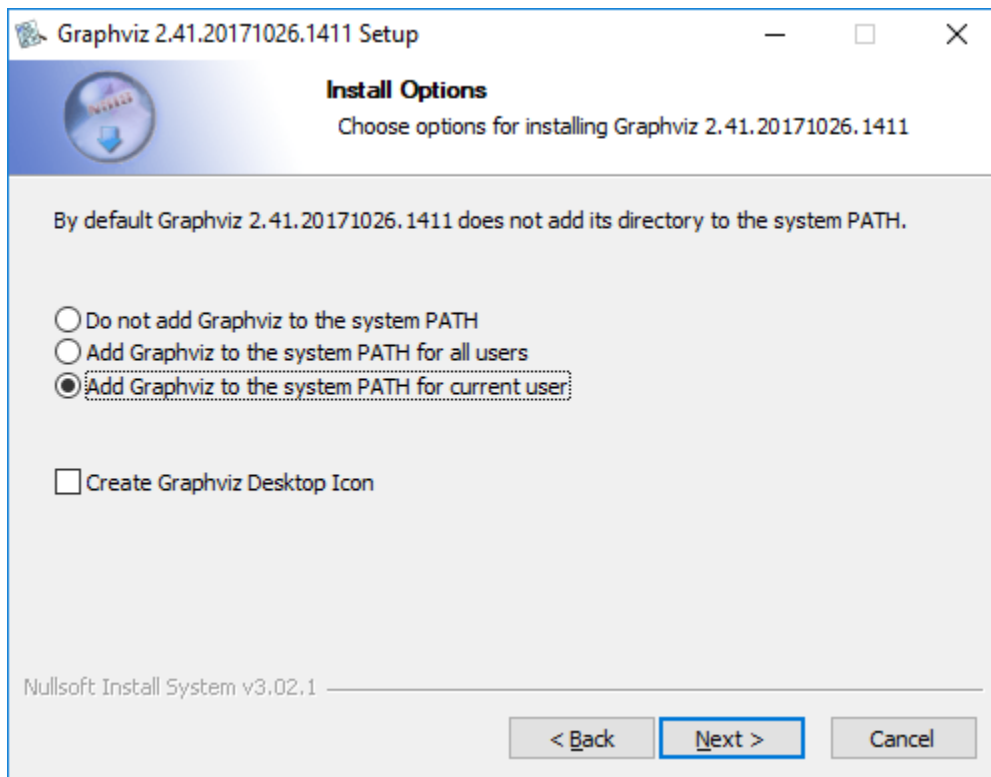 Graphviz 2.41.20171026.1411 Setup
Install Options
Choose options for installing Graphviz 2.41.20171026.1411
By default Graphviz 2.41.20171026.1411 does not add its directory to the system PATH.
Do not add Graphviz to the system PATH
Add Graphviz to the system PATH for all users
Add Graphviz to the system PATH for current user
Create Graphviz Desktop Icon
Nullsoft Install System v3.02.1
< Back Next > Cancel